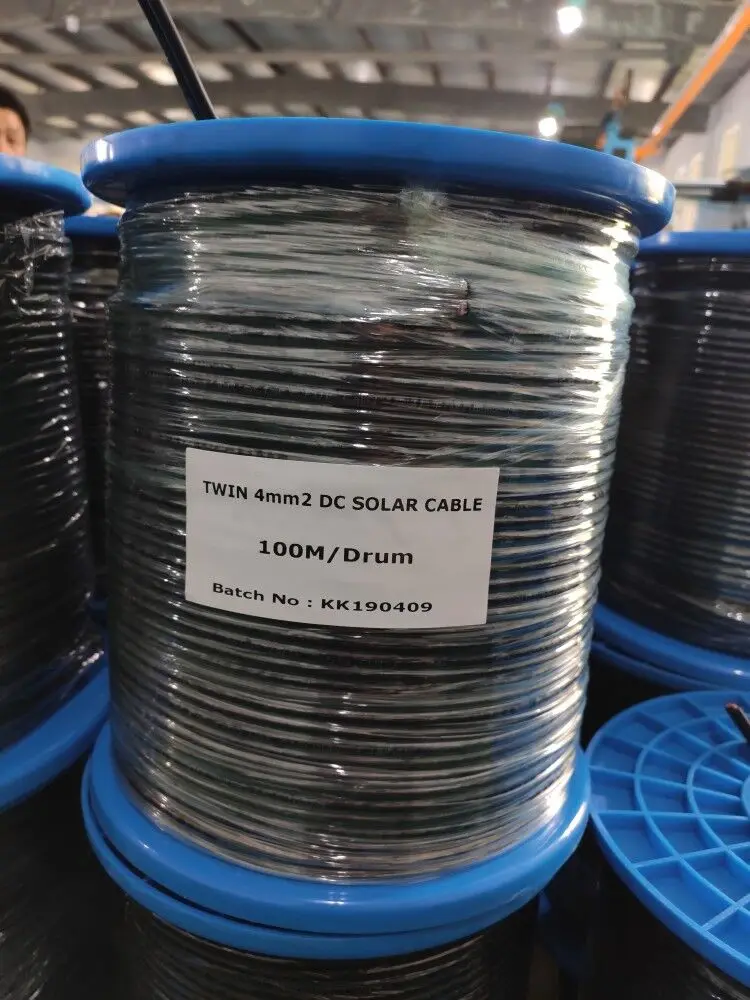 TWIN 4mm2 DC SOLAR CABLE
100M/Drum
Batch No : KK190409